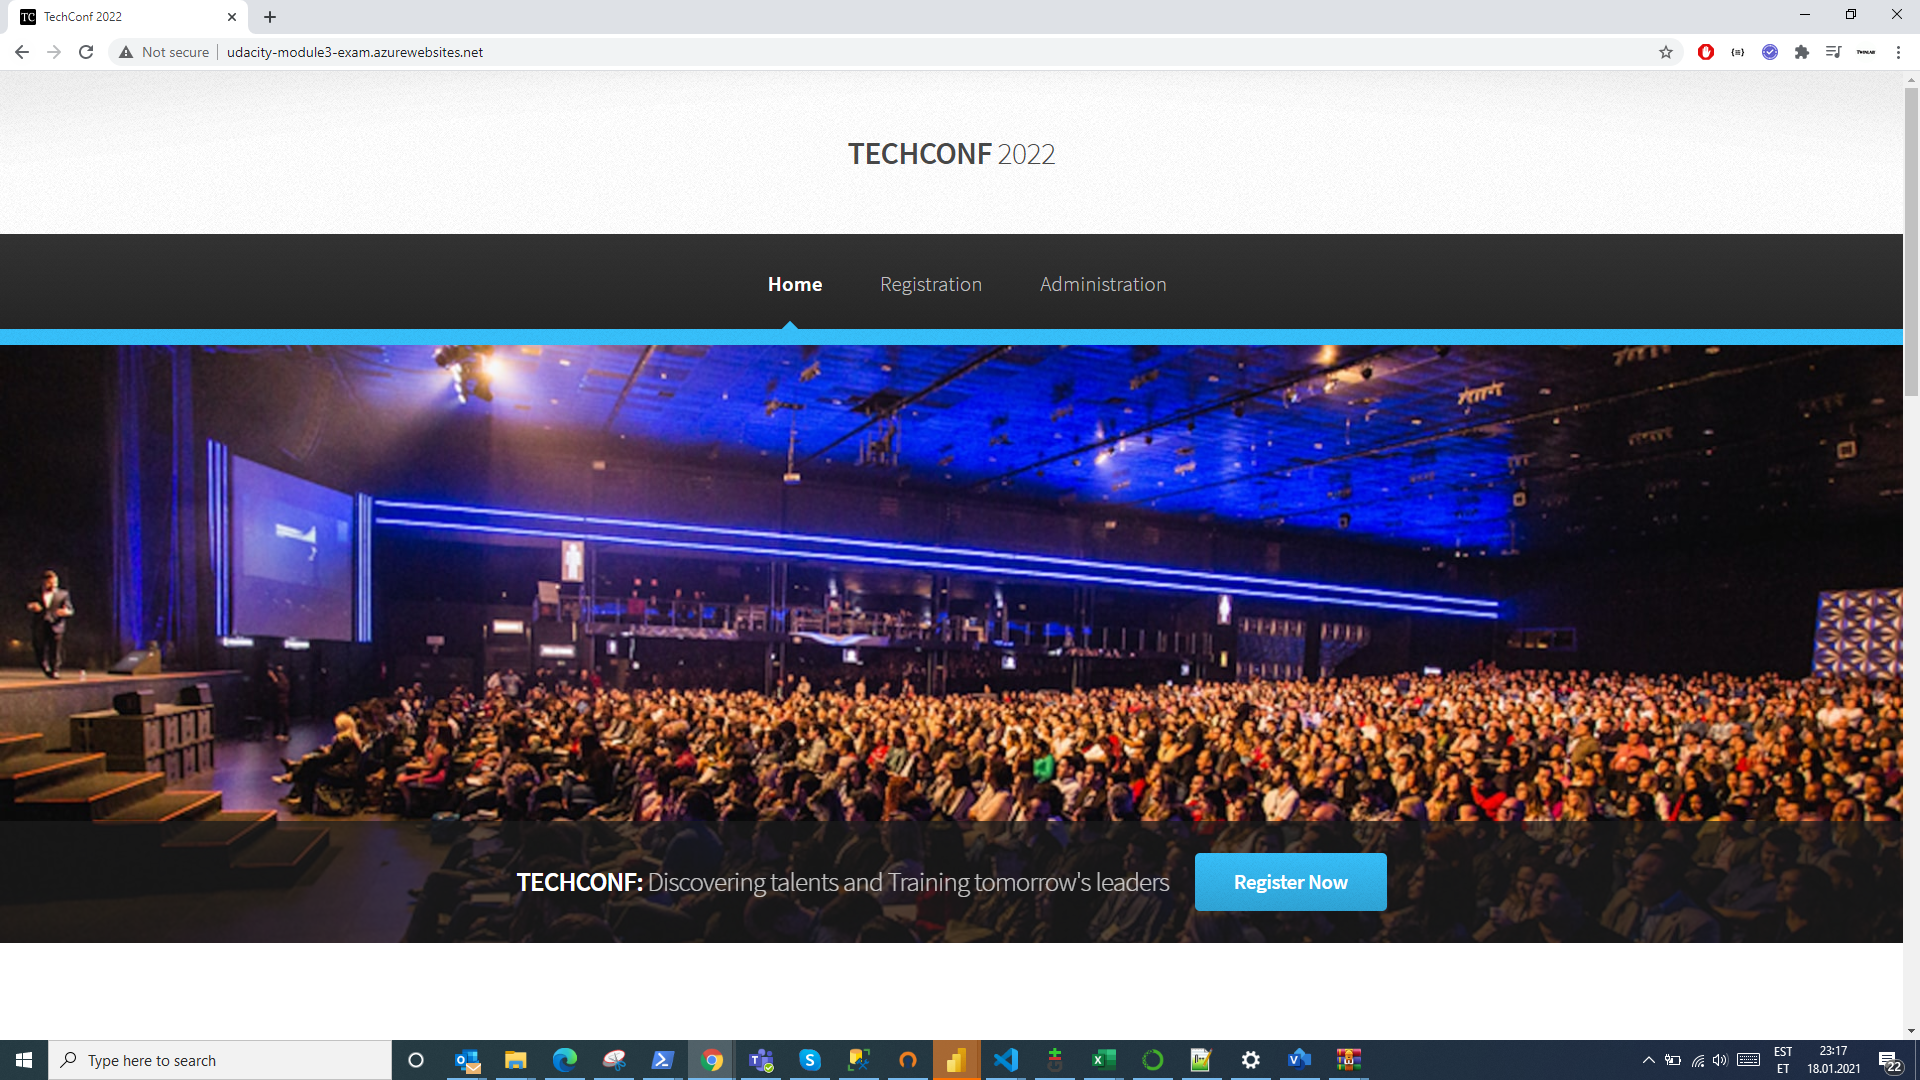 TC TechConf 2022
Not secure udacity-module3-exam.azurewebsites.net
TECHCONF 2022
Home Registration Administration
TECHCONF: Discovering talents and Training tomorrow's leaders Register Now
Type here to search
EST
ET
23:17
18.01.2021
22